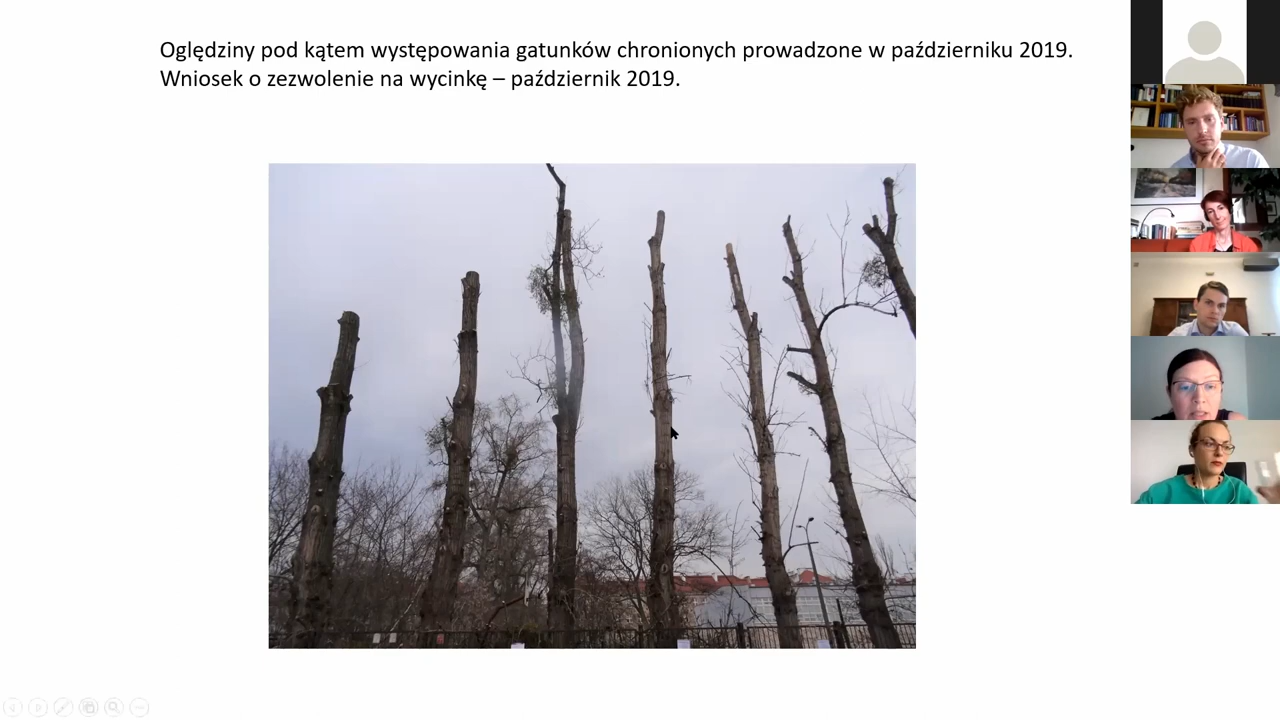 Oględziny pod kątem występowania gatunków chronionych prowadzone w październiku 2019.
Wniosek o zezwolenie na wycinkę – październik 2019.